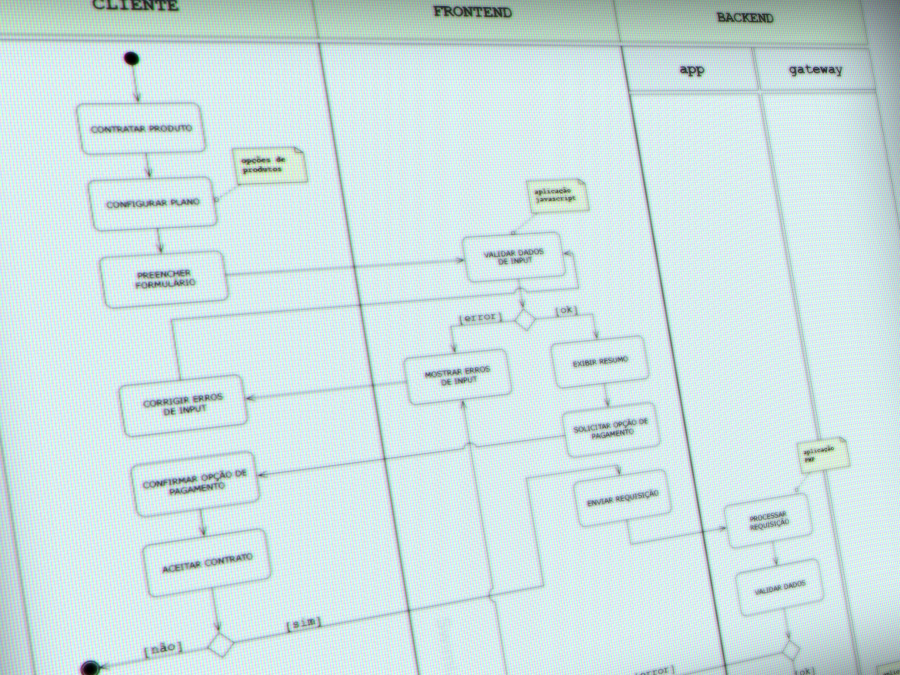 CLIENTE
FRONTEND
BACKEND
app
gateway
CONTRATAR PRODUTO
opções de
produtos
CONFIGURAR PLANO
aplicação
javascript
PREENCHER
FORMULÁRIO
VALIDAR DADOS
DE INPUT
[error]
[ok]
MOSTRAR ERROS
DE INPUT
EXIBIR RESUMO
CORRIGIR ERROS
DE INPUT
SOLICITAR OPÇÃO DE
PAGAMENTO
CONFIRMAR OPÇÃO DE
PAGAMENTO
aplicação
PHP
ENVIAR REQUISIÇÃO
PROCESSAR
REQUISIÇÃO
ACEITAR CONTRATO
VALIDAR DADOS
[não]
[sim]
error]
[ok]